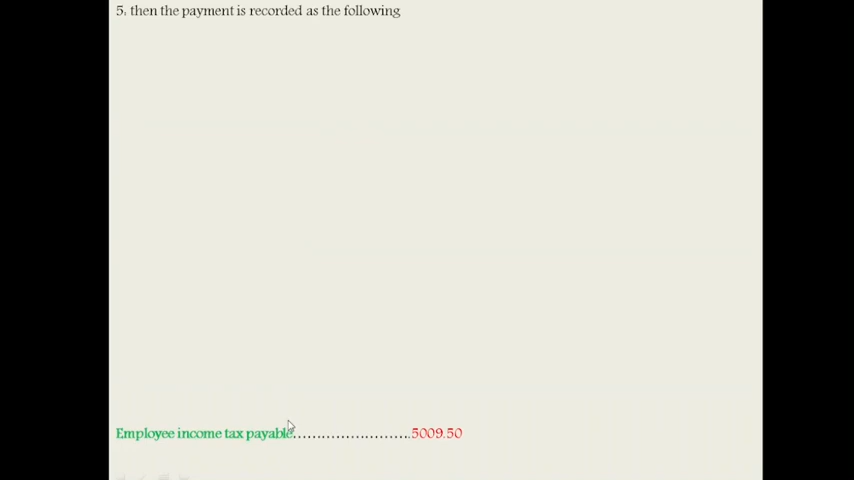 5, then the payment is recorded as the following
Employee income tax payable……………………..5009.50